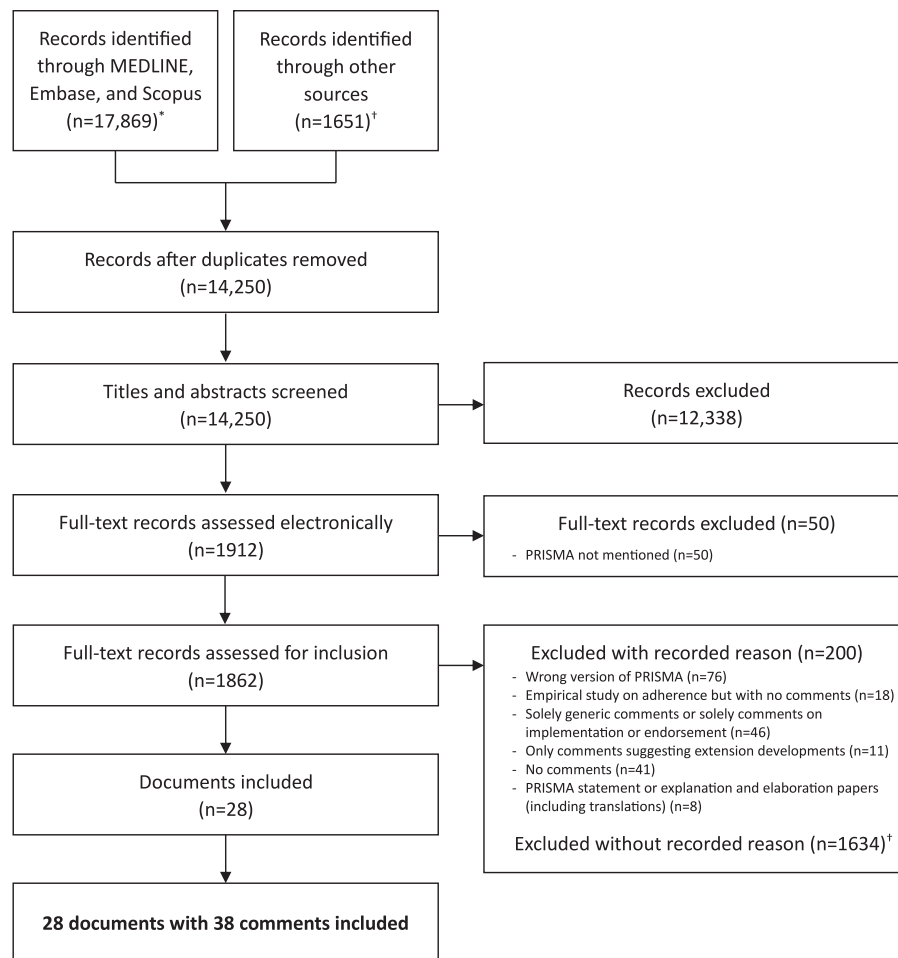 Records identified
through MEDLINE,
Embase, and Scopus
(n=17,869)*
Records identified
through other
sources
(n=1651)†
Records after duplicates removed
(n=14,250)
Titles and abstracts screened
(n=14,250)
Records excluded
(n=12,338)
Full-text records assessed electronically
(n=1912)
Full-text records excluded (n=50)
- PRISMA not mentioned (n=50)
Full-text records assessed for inclusion
(n=1862)
Excluded with recorded reason (n=200)
- Wrong version of PRISMA (n=76)
- Empirical study on adherence but with no comments (n=18)
- Solely generic comments or solely comments on
implementation or endorsement (n=46)
- Only comments suggesting extension developments (n=11)
- No comments (n=41)
- PRISMA statement or explanation and elaboration papers
(including translations) (n=8)
Excluded without recorded reason (n=1634)†
Documents included
(n=28)
28 documents with 38 comments included